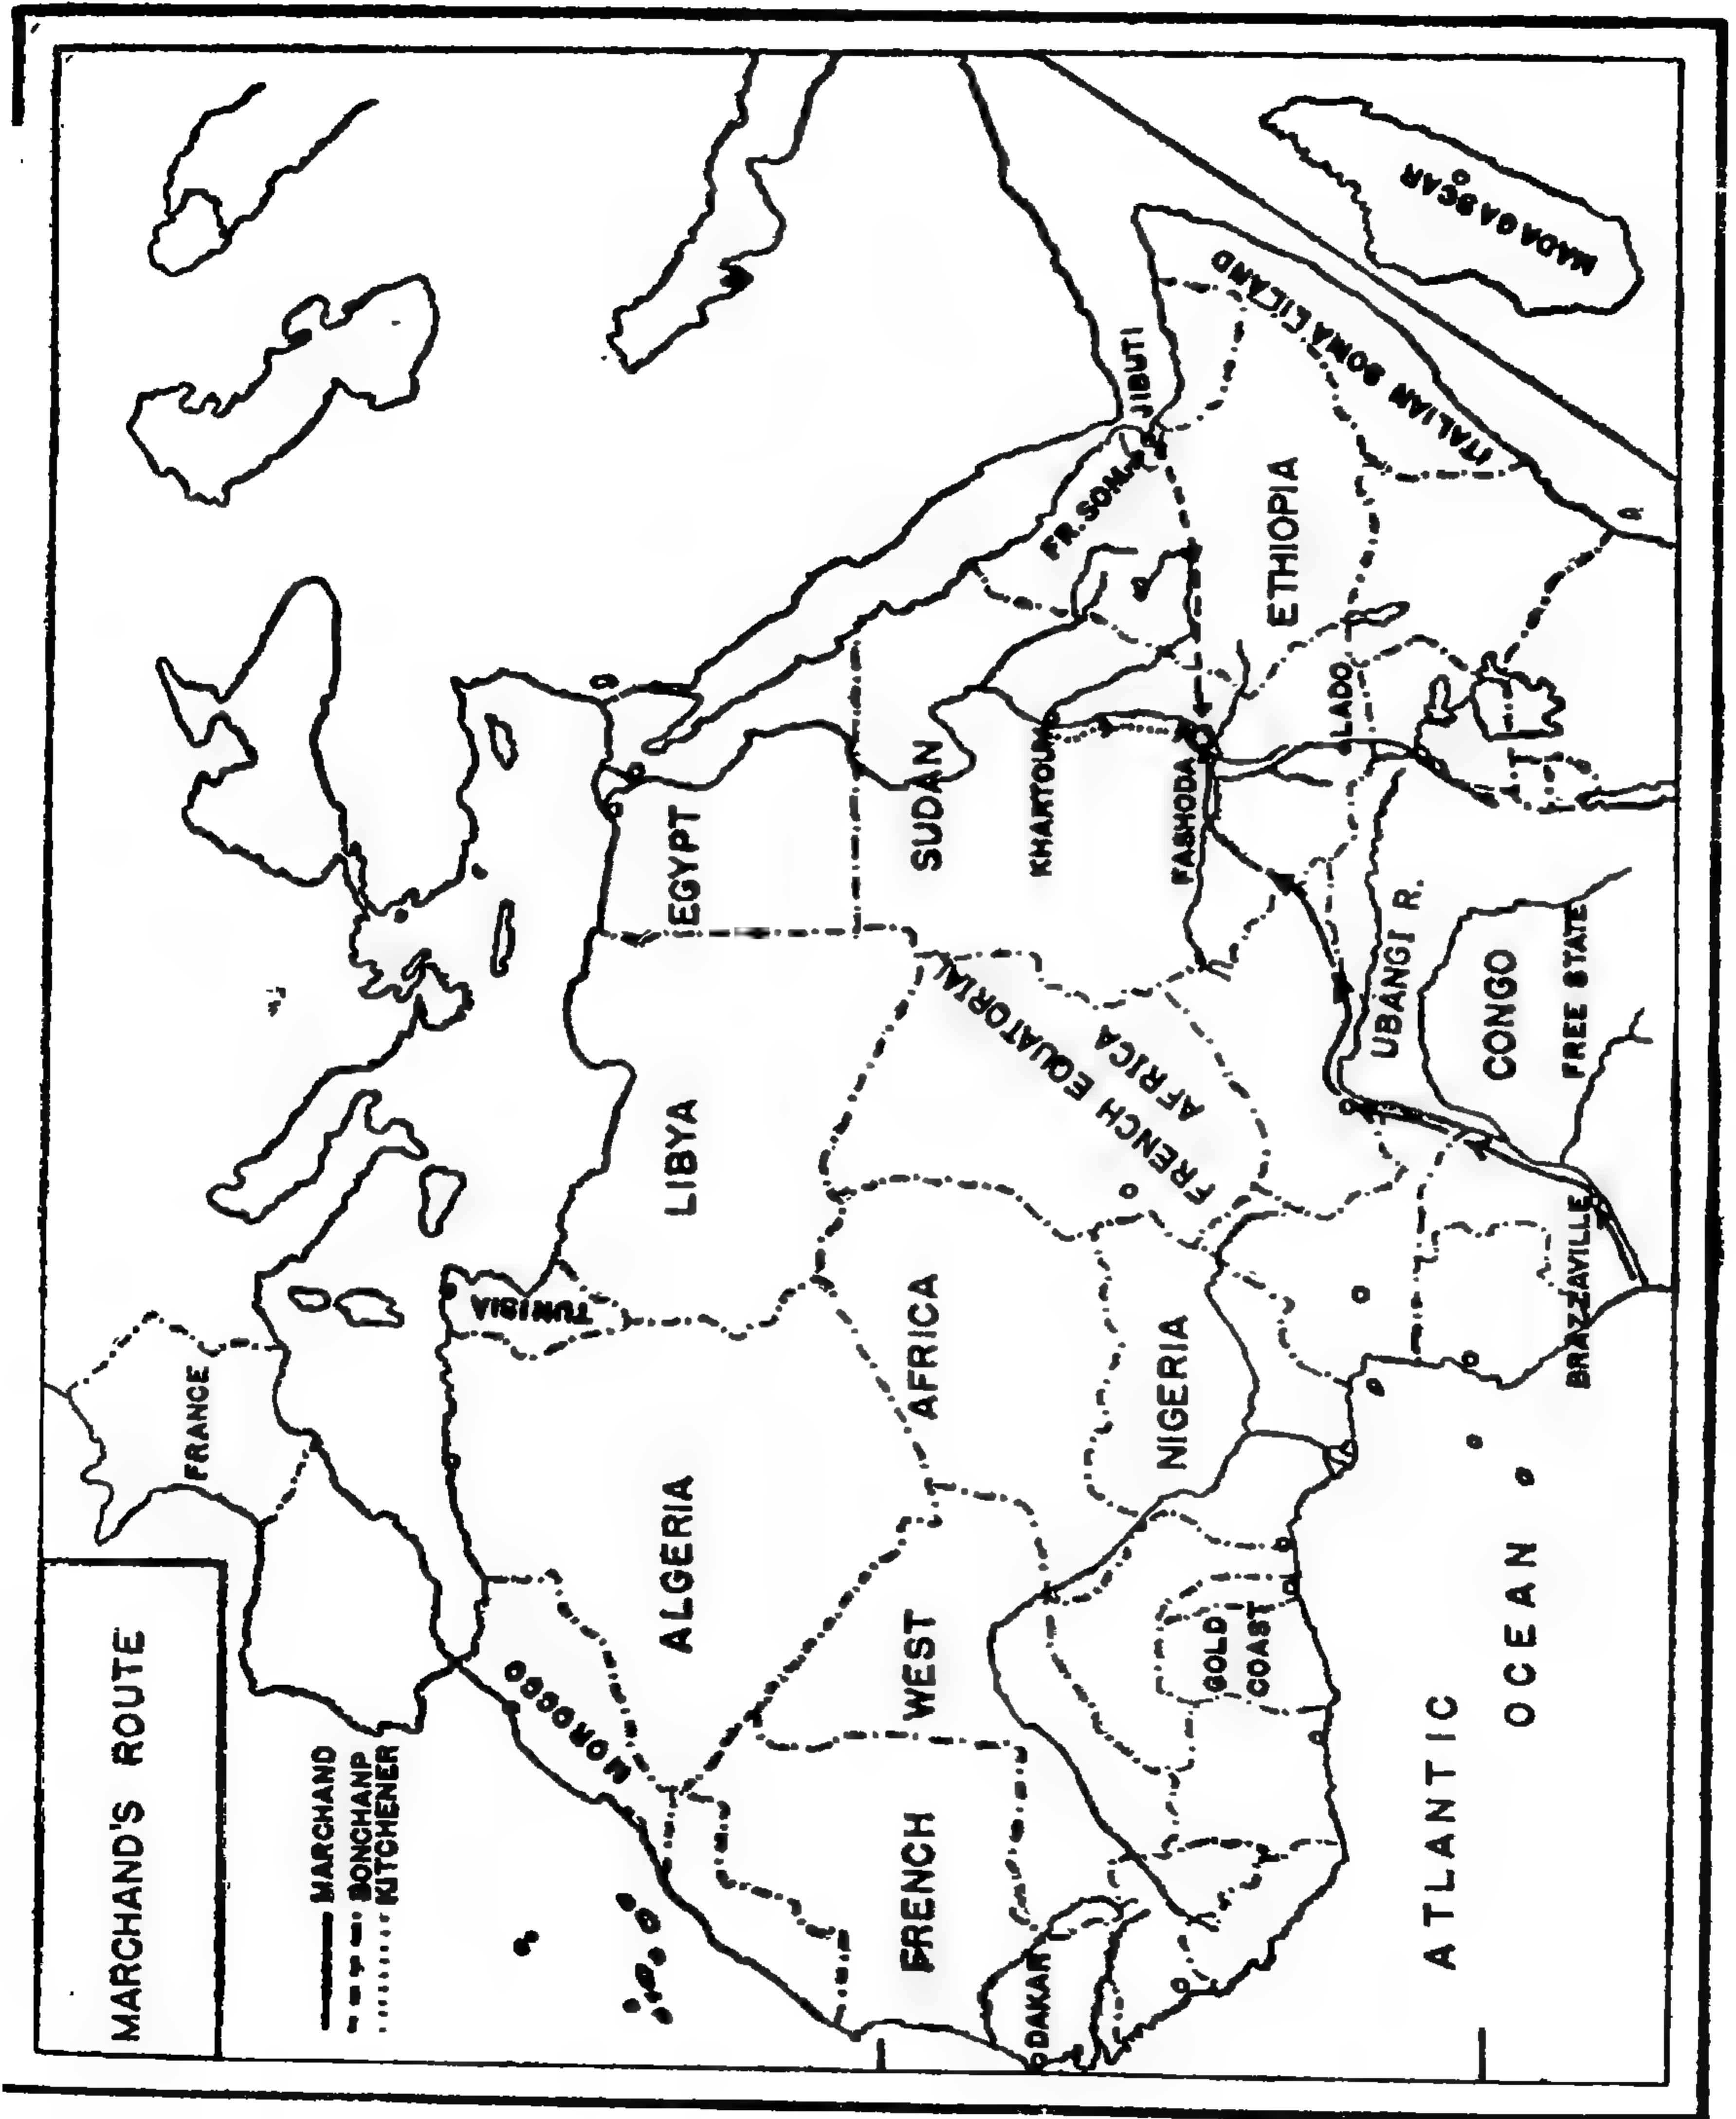 MARCHAND'S ROUTE
MARCHAND
BONCHANP
KITCHENER
FRANCE
MOROCCO
ALGERIA
TUNISIA
LIBYA
EGYPT
FRENCH WEST AFRICA
SUDAN
KHARTOUM
FR. SOM.
JIBUTI
DAKAR
FRENCH EQUATORIAL
AFRICA
NIGERIA
FASHODA
GOLD
COAST
ETHIOPIA
ITALIAN SOMALILAND
LADO
UBANGI R.
CONGO
FREE STATE
BRAZZAVILLE
MADAGASCAR
ATLANTIC
OCEAN